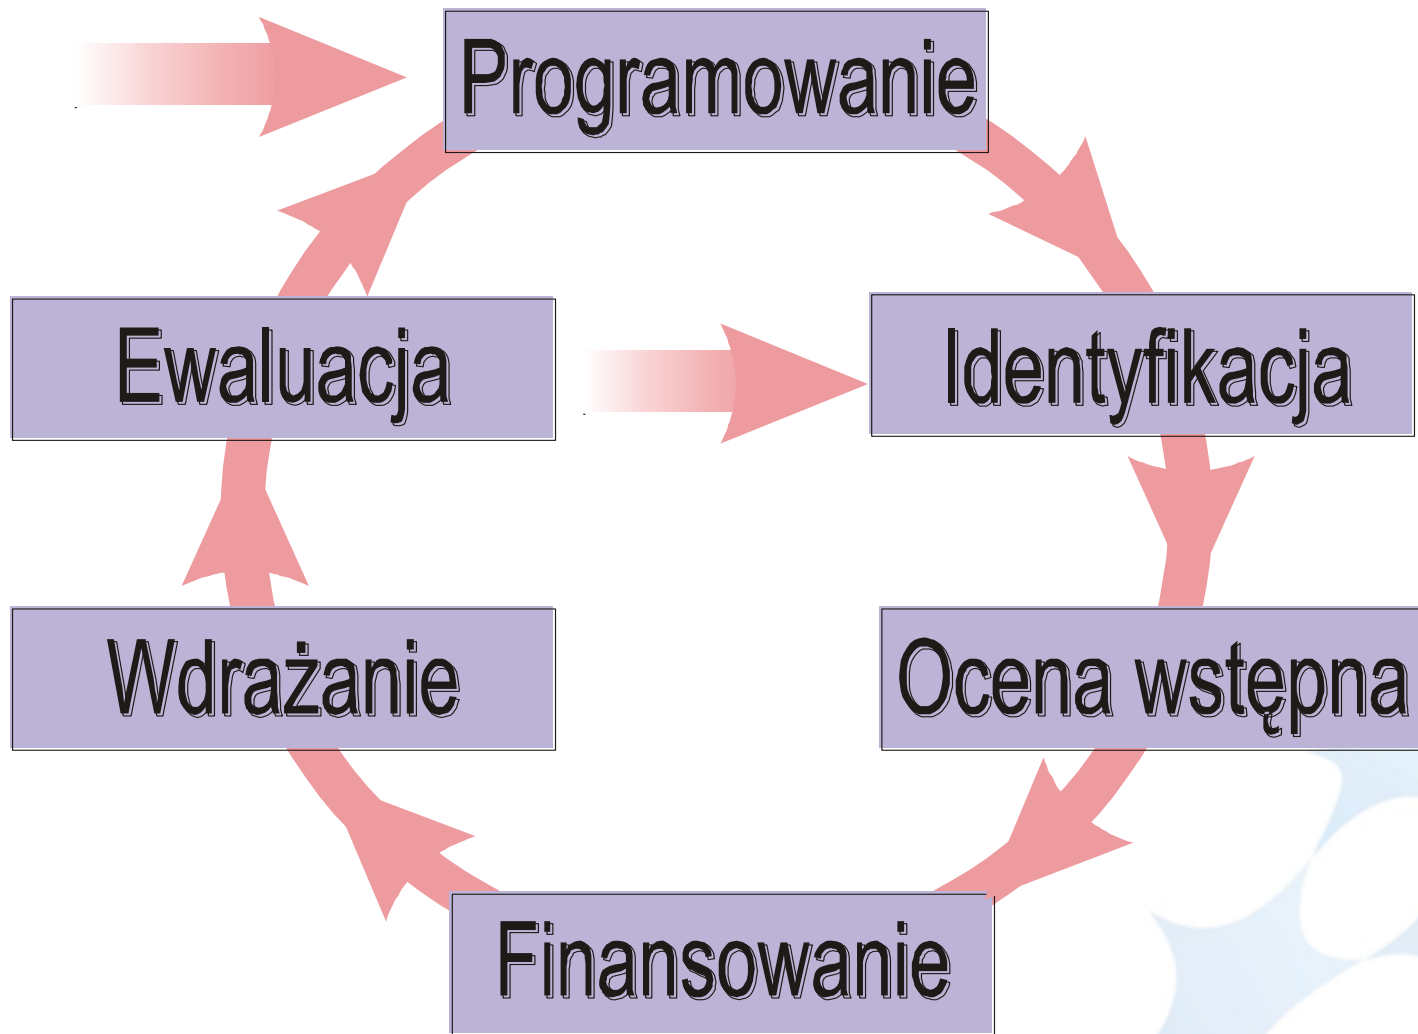 Programowanie
Ewaluacja
Identyfikacja
Wdrażanie
Ocena wstępna
Finansowanie